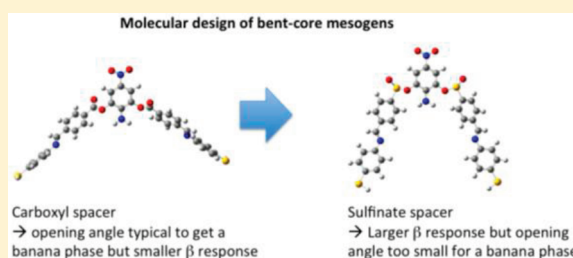 Molecular design of bent-core mesogens
Carboxyl spacer
→ opening angle typical to get a
banana phase but smaller β response
Sulfinate spacer
→ Larger β response but opening
angle too small for a banana phase